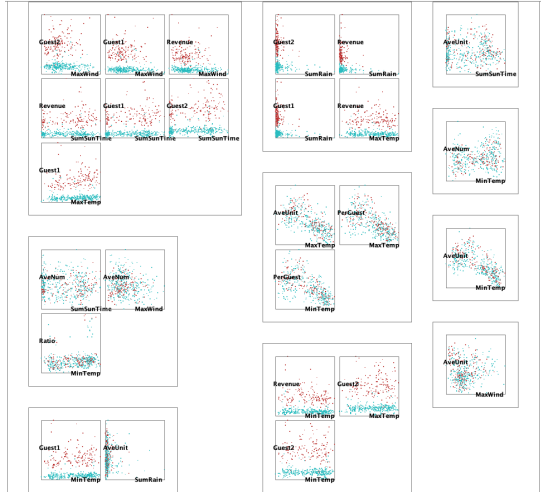 Guest2 Guest1 Revenue
MaxWind MaxWind MaxWind
Revenue Guest1 Guest2
SumSunTime SumSunTime SumSunTime
Guest1
MaxTemp
AveNum AveNum
SumSunTime MaxWind
Ratio
MinTemp
Guest1 AveUnit
MinTemp SumRain
Guest2 Revenue
SumRain SumRain
Guest1 Revenue
SumRain MaxTemp
AveUnit PerGuest
MaxTemp MaxTemp
PerGuest
MinTemp
Revenue Guest2
MinTemp MaxTemp
Guest2
MinTemp
AveUnit
SumSunTime
AveNum
MinTemp
AveUnit
MinTemp
AveUnit
MaxWind